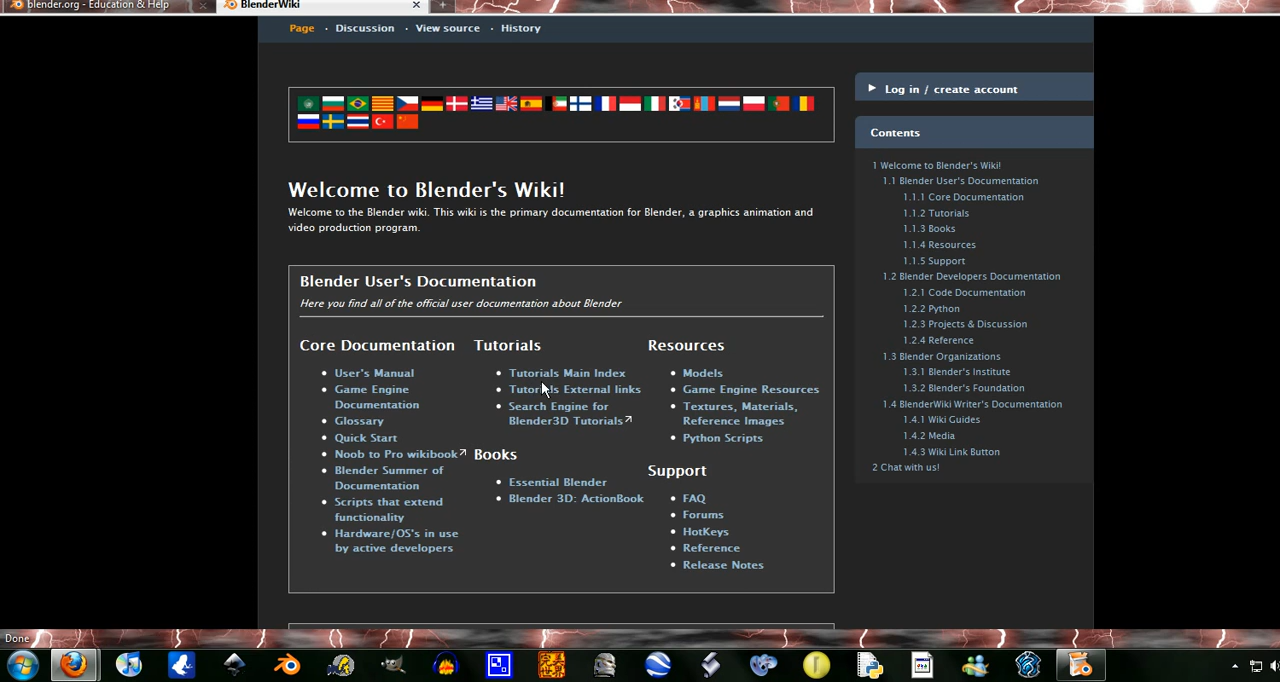 blender.org - Education & Help
BlenderWiki
Page · Discussion · View source · History
Log in / create account
Contents
1 Welcome to Blender's Wiki!
1.1 Blender User's Documentation
1.1.1 Core Documentation
1.1.2 Tutorials
1.1.3 Books
1.1.4 Resources
1.1.5 Support
1.2 Blender Developers Documentation
1.2.1 Code Documentation
1.2.2 Python
1.2.3 Projects & Discussion
1.2.4 Reference
1.3 Blender Organizations
1.3.1 Blender's Institute
1.3.2 Blender's Foundation
1.4 BlenderWiki Writer's Documentation
1.4.1 Wiki Guides
1.4.2 Media
1.4.3 Wiki Link Button
2 Chat with us!
Welcome to Blender's Wiki!
Welcome to the Blender wiki. This wiki is the primary documentation for Blender, a graphics animation and
video production program.
Blender User's Documentation
Here you find all of the official user documentation about Blender
Core Documentation
User's Manual
Game Engine
Documentation
Glossary
Quick Start
Noob to Pro wikibook
Blender Summer of
Documentation
Scripts that extend
functionality
Hardware/OS's in use
by active developers
Tutorials
Tutorials Main Index
Tutorials External links
Search Engine for
Blender3D Tutorials
Books
Essential Blender
Blender 3D: ActionBook
Resources
Models
Game Engine Resources
Textures, Materials,
Reference Images
Python Scripts
Support
FAQ
Forums
HotKeys
Reference
Release Notes
Done